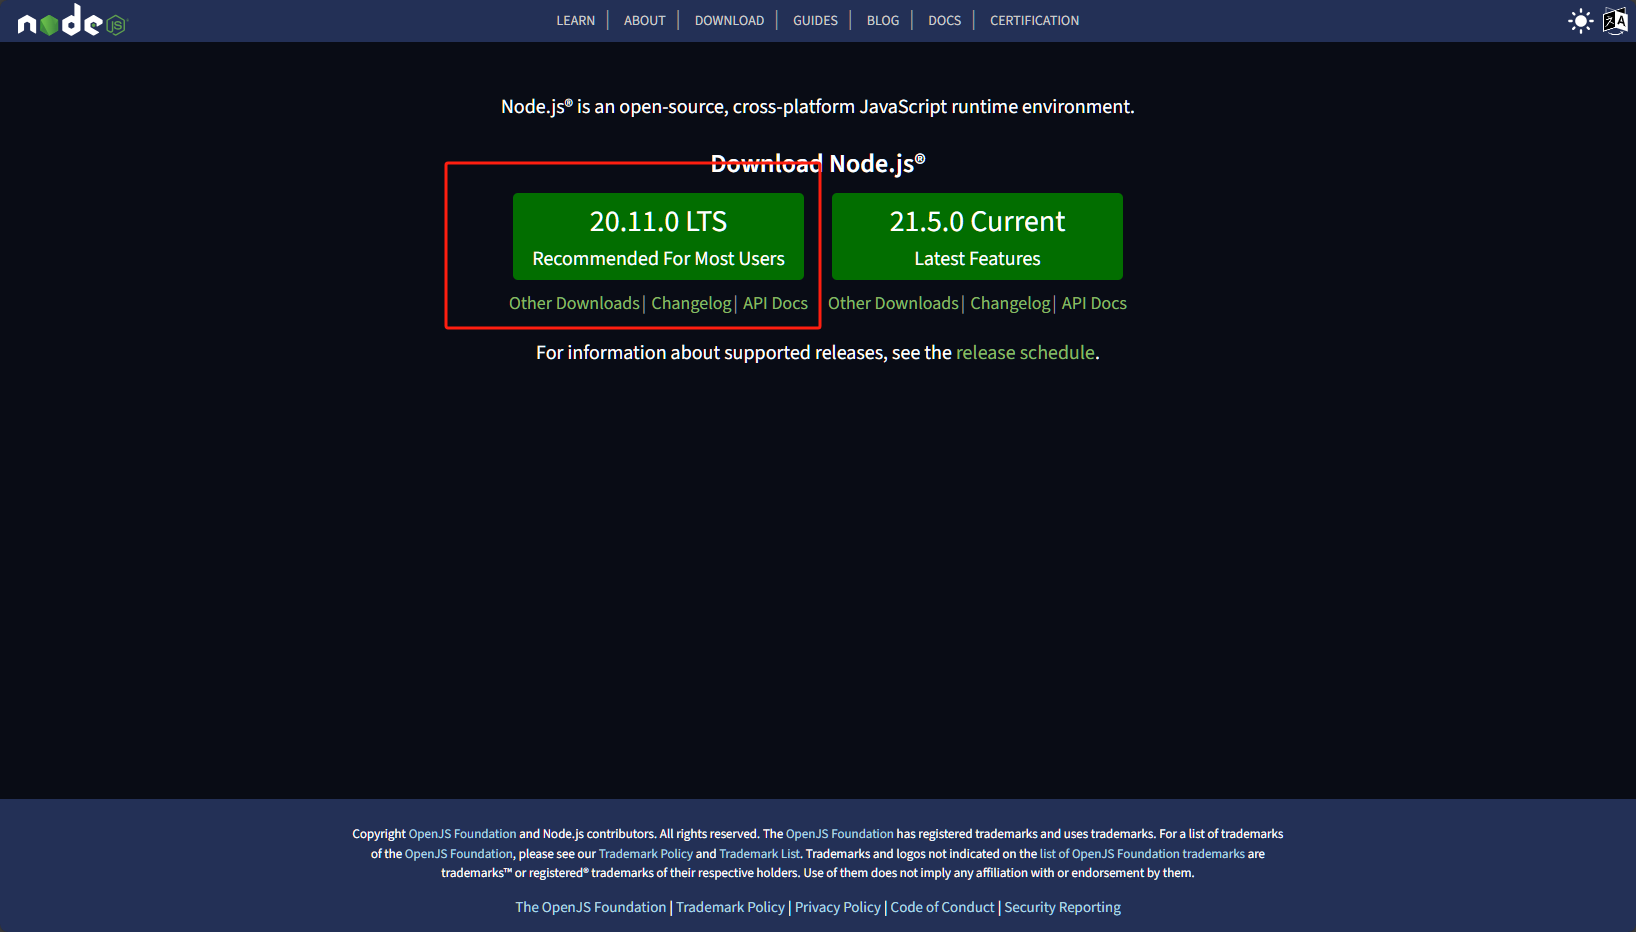 node JS
LEARN | ABOUT | DOWNLOAD | GUIDES | BLOG | DOCS | CERTIFICATION
Node.js® is an open-source, cross-platform JavaScript runtime environment.
Download Node.js®
20.11.0 LTS
Recommended For Most Users
Other Downloads | Changelog | API Docs
21.5.0 Current
Latest Features
Other Downloads | Changelog | API Docs
For information about supported releases, see the release schedule.
Copyright OpenJS Foundation and Node.js contributors. All rights reserved. The OpenJS Foundation has registered trademarks and uses trademarks. For a list of trademarks
of the OpenJS Foundation, please see our Trademark Policy and Trademark List. Trademarks and logos not indicated on the list of OpenJS Foundation trademarks are
trademarks™ or registered® trademarks of their respective holders. Use of them does not imply any affiliation with or endorsement by them.
The OpenJS Foundation | Trademark Policy | Privacy Policy | Code of Conduct | Security Reporting